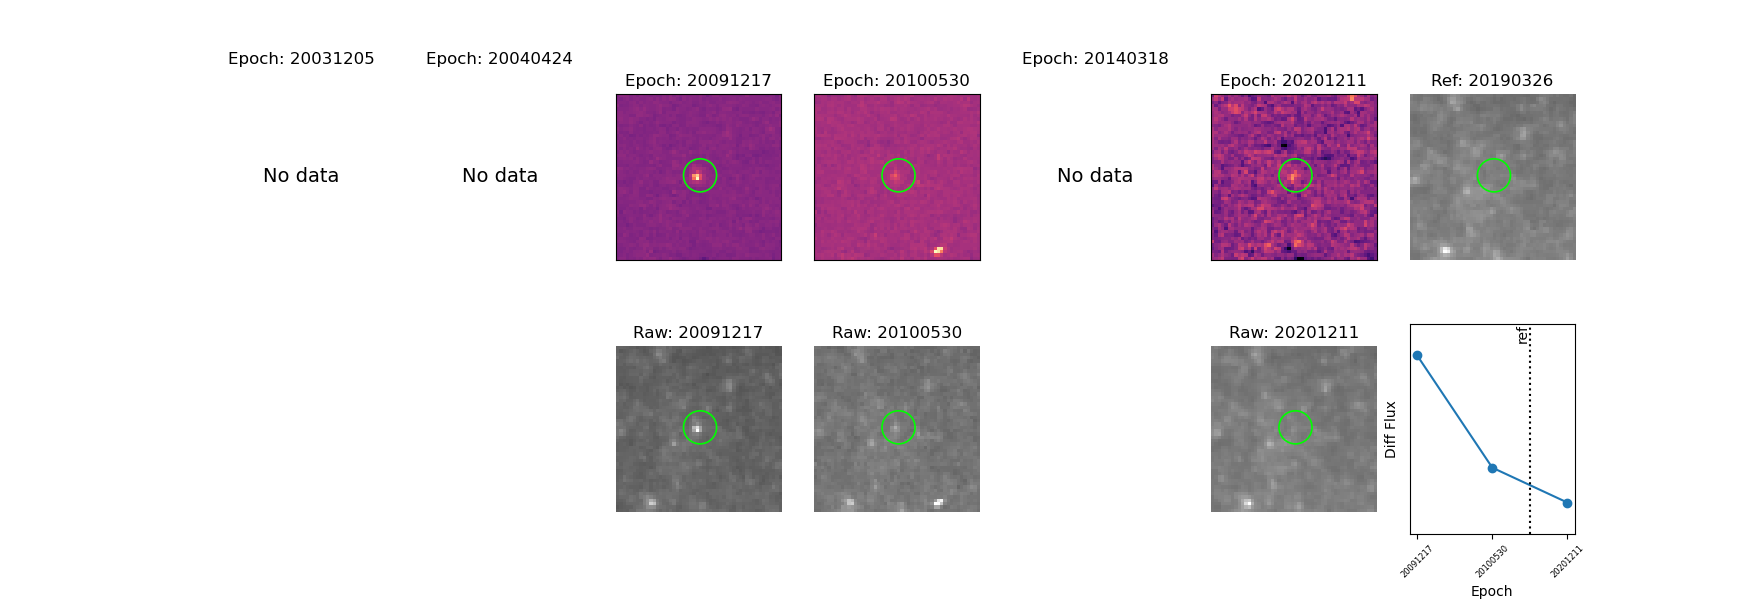 Epoch: 20031205
Epoch: 20040424
Epoch: 20140318
Epoch: 20091217
Epoch: 20100530
Epoch: 20201211
Ref: 20190326
No data
No data
No data
Raw: 20091217
Raw: 20100530
Raw: 20201211
ref
Diff Flux
20091217
20100530
20201211
Epoch